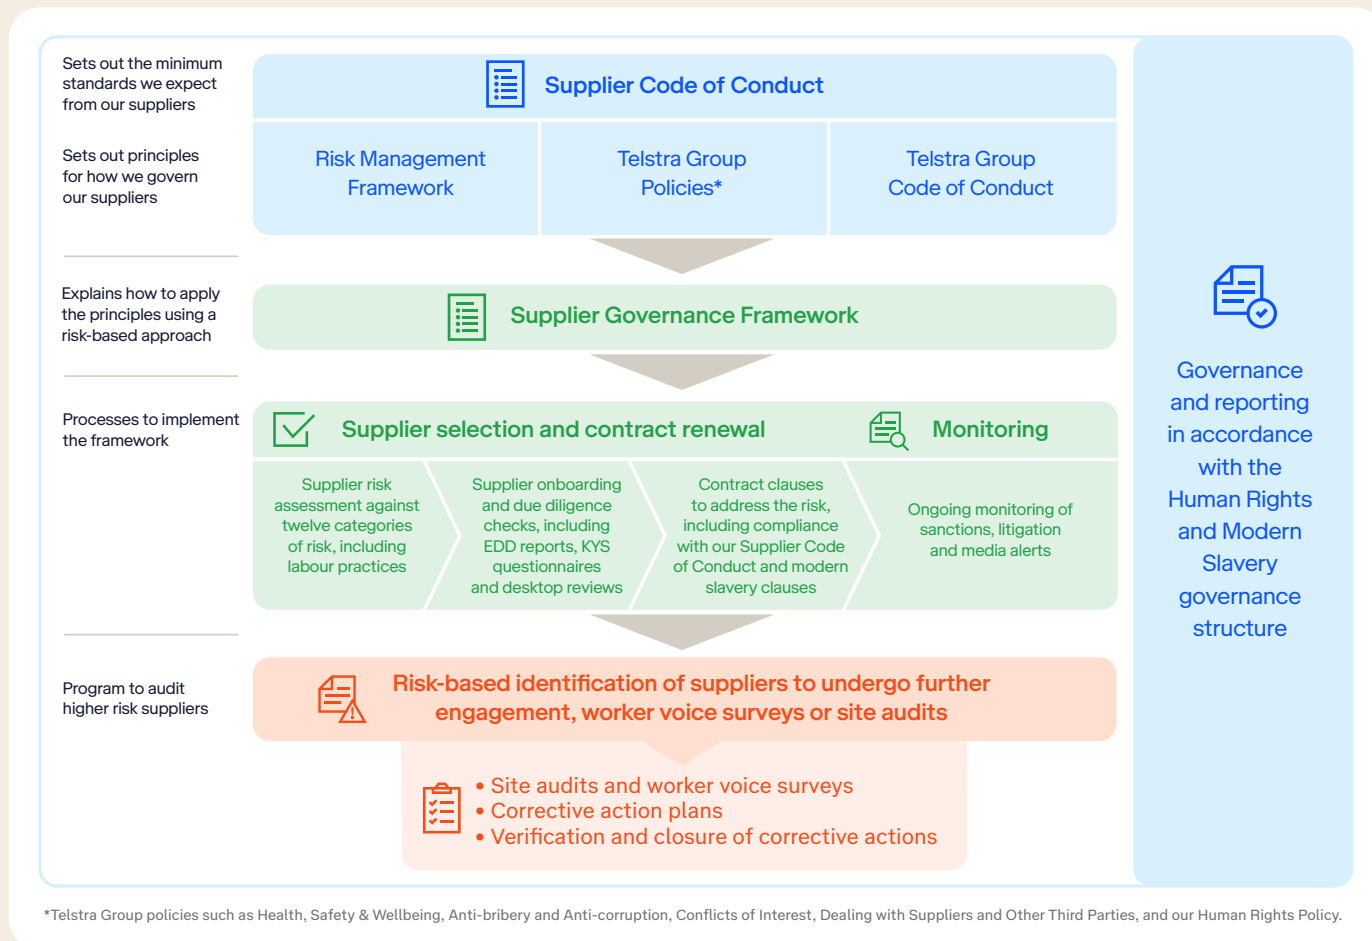 Sets out the minimum
standards we expect
from our suppliers
Supplier Code of Conduct
Sets out principles
for how we govern
our suppliers
Risk Management
Framework
Telstra Group
Policies*
Telstra Group
Code of Conduct
Explains how to apply
the principles using a
risk-based approach
Supplier Governance Framework
Processes to implement
the framework
Supplier selection and contract renewal
Monitoring
Supplier risk
assessment against
twelve categories
of risk, including
labour practices
Supplier onboarding
and due diligence
checks, including
EDD reports, KYS
questionnaires
and desktop reviews
Contract clauses
to address the risk,
including compliance
with our Supplier Code
of Conduct and modern
slavery clauses
Ongoing monitoring of
sanctions, litigation
and media alerts
Program to audit
higher risk suppliers
Risk-based identification of suppliers to undergo further
engagement, worker voice surveys or site audits
• Site audits and worker voice surveys
• Corrective action plans
• Verification and closure of corrective actions
Governance
and reporting
in accordance
with the
Human Rights
and Modern
Slavery
governance
structure
*Telstra Group policies such as Health, Safety & Wellbeing, Anti-bribery and Anti-corruption, Conflicts of Interest, Dealing with Suppliers and Other Third Parties, and our Human Rights Policy.